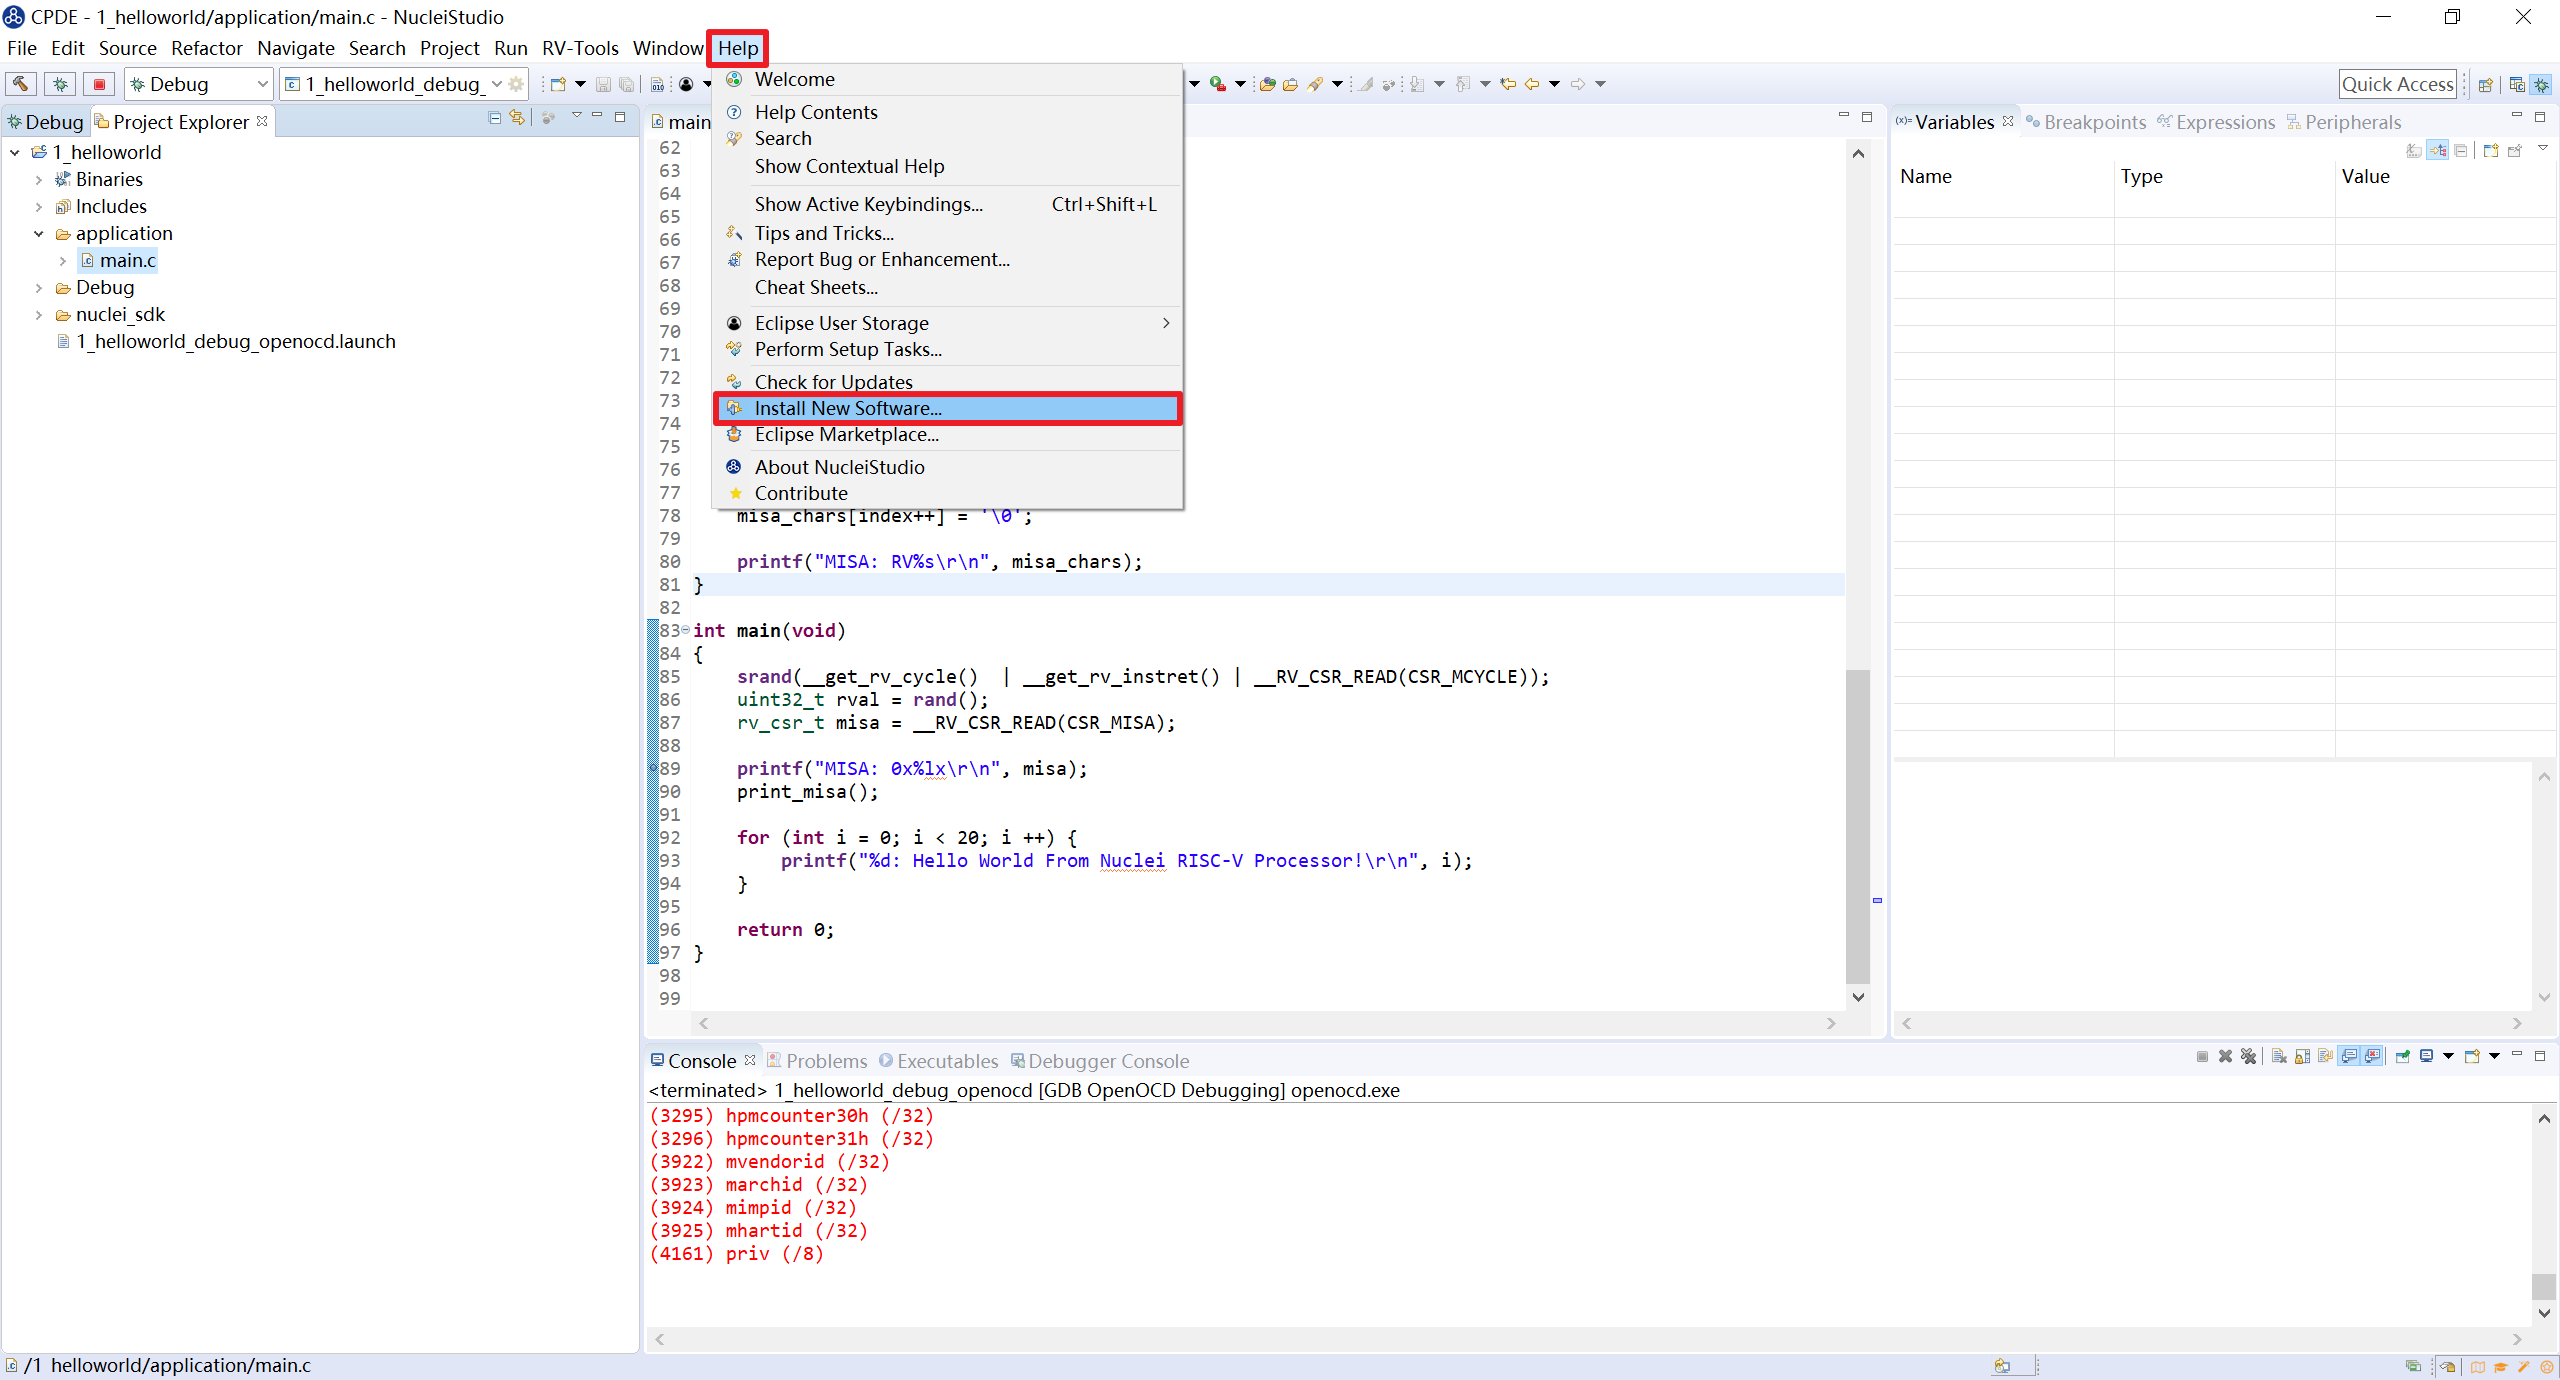 CPDE - 1_helloworld/application/main.c - NucleiStudio
File Edit Source Refactor Navigate Search Project Run RV-Tools Window Help
Debug
1_helloworld_debug_
Quick Access
Debug
Project Explorer
1_helloworld
Binaries
Includes
application
main.c
Debug
nuclei_sdk
1_helloworld_debug_openocd.launch
Welcome
Help Contents
Search
Show Contextual Help
Show Active Keybindings... Ctrl+Shift+L
Tips and Tricks...
Report Bug or Enhancement...
Cheat Sheets...
Eclipse User Storage
Perform Setup Tasks...
Check for Updates
Install New Software...
Eclipse Marketplace...
About NucleiStudio
Contribute
main
62
63
64
65
66
67
68
69
70
71
72
73
74
75
76
77
78 misa_chars[index++] = '\0';
79
80 printf("MISA: RV%s\r\n", misa_chars);
81 }
82
83 int main(void)
84 {
85 srand(__get_rv_cycle() | __get_rv_instret() | __RV_CSR_READ(CSR_MCYCLE));
86 uint32_t rval = rand();
87 rv_csr_t misa = __RV_CSR_READ(CSR_MISA);
88
89 printf("MISA: 0x%lx\r\n", misa);
90 print_misa();
91
92 for (int i = 0; i < 20; i ++) {
93 printf("%d: Hello World From Nuclei RISC-V Processor!\r\n", i);
94 }
95
96 return 0;
97 }
98
99
(x)= Variables Breakpoints Expressions Peripherals
Name Type Value
Console Problems Executables Debugger Console
<terminated> 1_helloworld_debug_openocd [GDB OpenOCD Debugging] openocd.exe
(3295) hpmcounter30h (/32)
(3296) hpmcounter31h (/32)
(3922) mvendorid (/32)
(3923) marchid (/32)
(3924) mimpid (/32)
(3925) mhartid (/32)
(4161) priv (/8)
/1_helloworld/application/main.c